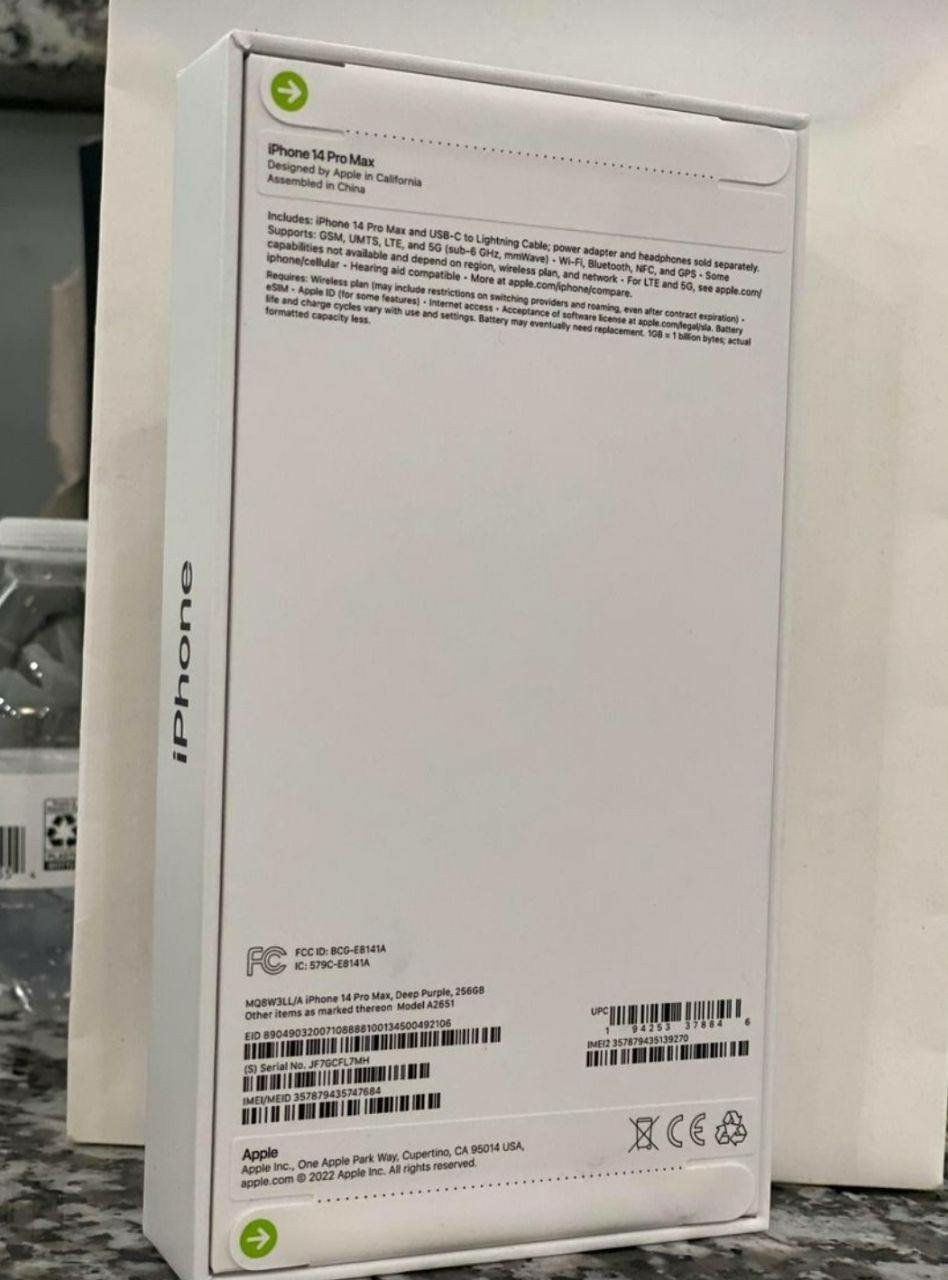 iPhone 14 Pro Max
Designed by Apple in California
Assembled in China
Includes: iPhone 14 Pro Max and USB-C to Lightning Cable; power adapter and headphones sold separately.
Supports: GSM, UMTS, LTE, and 5G (sub-6 GHz, mmWave) • Wi-Fi, Bluetooth, NFC, and GPS • Some
capabilities not available and depend on region, wireless plan, and network • For LTE and 5G, see apple.com/
iphone/cellular • Hearing aid compatible • More at apple.com/iphone/compare.
Requires: Wireless plan (may include restrictions on switching providers and roaming, even after contract expiration) •
eSIM • Apple ID (for some features) • Internet access • Acceptance of software license at apple.com/legal/sla. Battery
life and charge cycles vary with use and settings. Battery may eventually need replacement. 1GB = 1 billion bytes; actual
formatted capacity less.
iPhone
FC FCC ID: BCG-E8141A
IC: 579C-E8141A
MQ8W3LL/A iPhone 14 Pro Max, Deep Purple, 256GB
Other items as marked thereon Model A2651
EID 89049032007108888100134500492106
(S) Serial No. JF7GCFL7MH
IMEI/MEID 357879435747684
UPC
1 94253 37884 6
IMEI2 357879435139270
CE
Apple
Apple Inc., One Apple Park Way, Cupertino, CA 95014 USA,
apple.com © 2022 Apple Inc. All rights reserved.